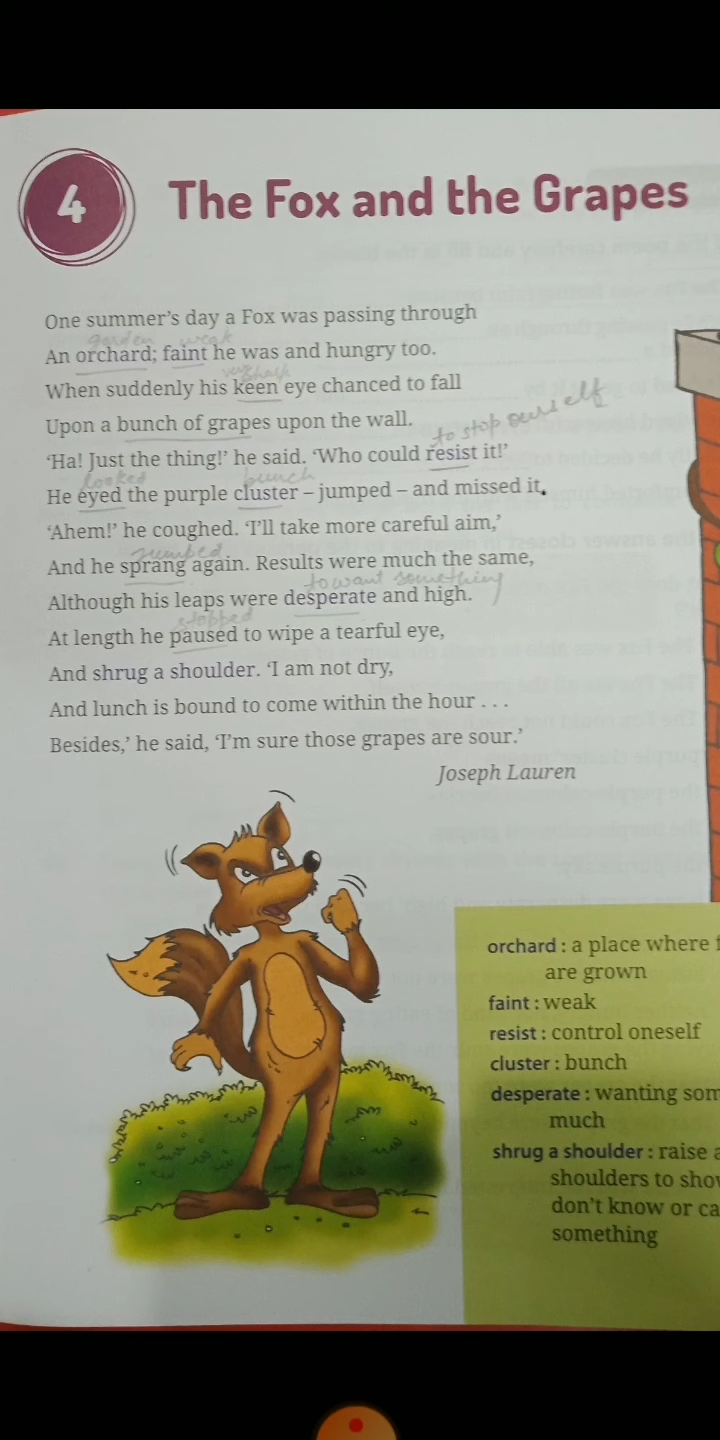 4
The Fox and the Grapes
One summer's day a Fox was passing through
garden weak
An orchard; faint he was and hungry too.
When suddenly his keen eye chanced to fall
Upon a bunch of grapes upon the wall.
to stop ourself
'Ha! Just the thing!' he said. 'Who could resist it!'
looked bunch
He eyed the purple cluster – jumped – and missed it.
'Ahem!' he coughed. 'I'll take more careful aim,'
jumped
And he sprang again. Results were much the same,
to want something
Although his leaps were desperate and high.
stopped
At length he paused to wipe a tearful eye,
And shrug a shoulder. 'I am not dry,
And lunch is bound to come within the hour . . .
Besides,' he said, 'I'm sure those grapes are sour.'
Joseph Lauren
orchard : a place where
are grown
faint : weak
resist : control oneself
cluster : bunch
desperate : wanting som
much
shrug a shoulder : raise a
shoulders to sho
don't know or ca
something